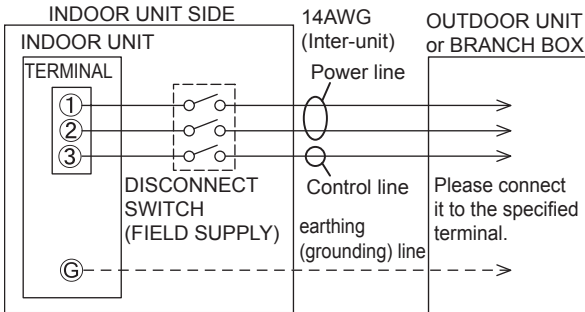 INDOOR UNIT SIDE
INDOOR UNIT
TERMINAL
1
2
3
G
DISCONNECT
SWITCH
(FIELD SUPPLY)
14AWG
(Inter-unit)
Power line
Control line
earthing
(grounding) line
OUTDOOR UNIT
or BRANCH BOX
Please connect
it to the specified
terminal.